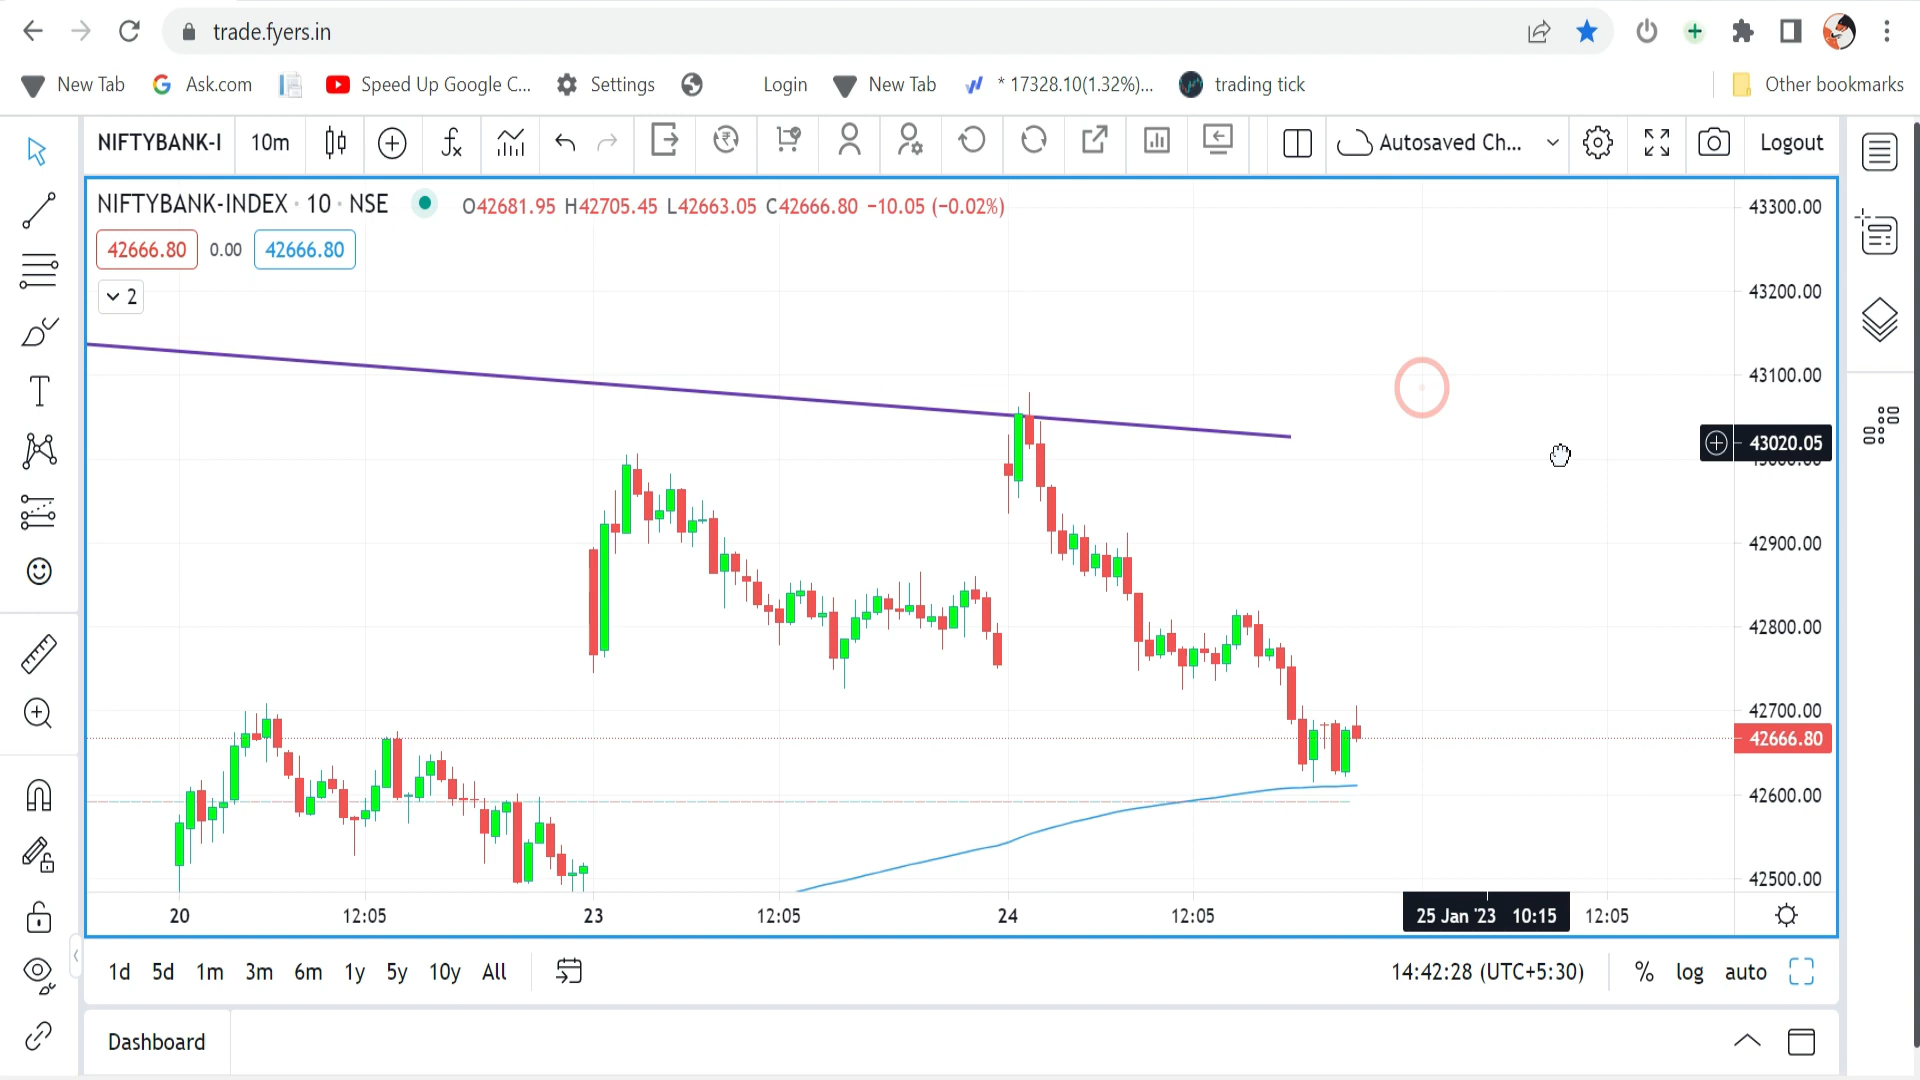 trade.fyers.in
New Tab
Ask.com
Speed Up Google C...
Settings
Login
New Tab
* 17328.10(1.32%)...
trading tick
Other bookmarks
NIFTYBANK-I
10m
Autosaved Ch...
Logout
NIFTYBANK-INDEX · 10 · NSE
O42681.95 H42705.45 L42663.05 C42666.80 −10.05 (−0.02%)
42666.80 0.00 42666.80
2
43300.00
43200.00
43100.00
43020.05
43000.00
42900.00
42800.00
42700.00
42666.80
42600.00
42500.00
20 12:05 23 12:05 24 12:05 25 Jan '23 10:15 12:05
1d 5d 1m 3m 6m 1y 5y 10y All
14:42:28 (UTC+5:30) % log auto
Dashboard